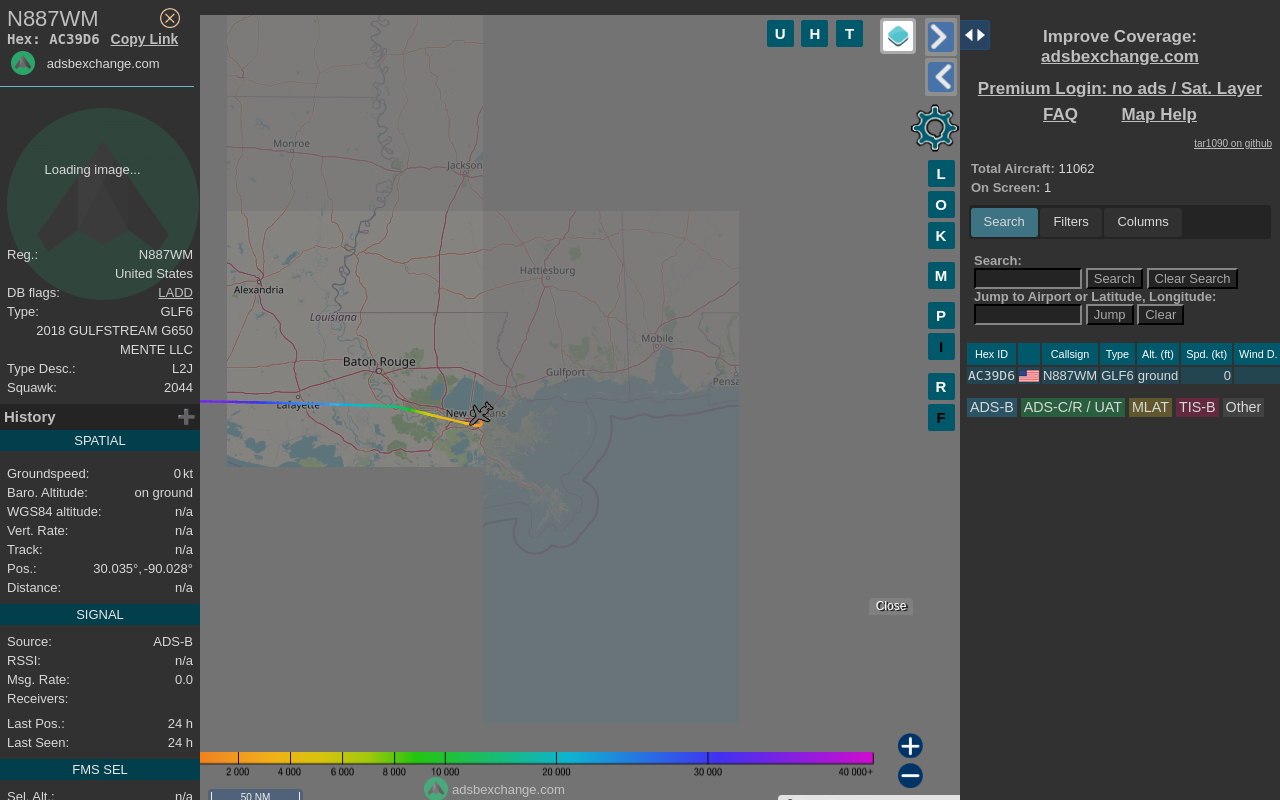 N887WM
Hex: AC39D6 Copy Link
adsbexchange.com
Loading image...
Reg.: N887WM
United States
DB flags: LADD
Type: GLF6
2018 GULFSTREAM G650
MENTE LLC
Type Desc.: L2J
Squawk: 2044
History
SPATIAL
Groundspeed: 0 kt
Baro. Altitude: on ground
WGS84 altitude: n/a
Vert. Rate: n/a
Track: n/a
Pos.: 30.035°, -90.028°
Distance: n/a
SIGNAL
Source: ADS-B
RSSI: n/a
Msg. Rate: 0.0
Receivers:
Last Pos.: 24 h
Last Seen: 24 h
FMS SEL
Sel. Alt.: n/a
U H T
L
O
K
M
P
I
R
F
Monroe
Jackson
Hattiesburg
Alexandria
Louisiana
Mobile
Baton Rouge
Gulfport
Pensa
Lafayette
Close
2 000 4 000 6 000 8 000 10 000 20 000 30 000 40 000+
adsbexchange.com
50 NM
Improve Coverage:
adsbexchange.com
Premium Login: no ads / Sat. Layer
FAQ Map Help
tar1090 on github
Total Aircraft: 11062
On Screen: 1
Search Filters Columns
Search:
Search Clear Search
Jump to Airport or Latitude, Longitude:
Jump Clear
Hex ID Callsign Type Alt. (ft) Spd. (kt) Wind D.
AC39D6 N887WM GLF6 ground 0
ADS-B ADS-C/R / UAT MLAT TIS-B Other